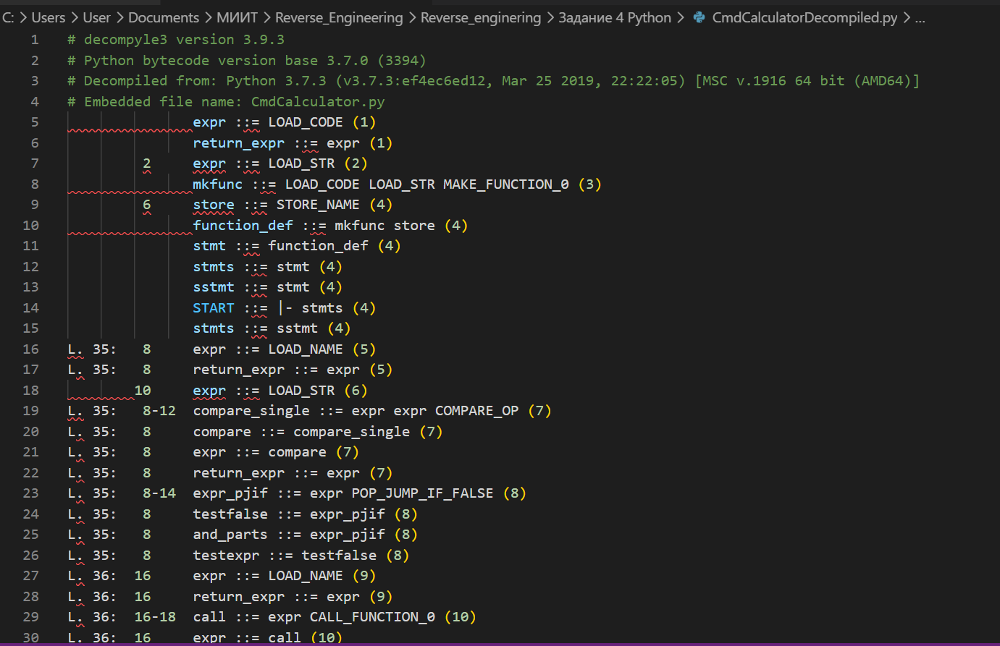 C: > Users > User > Documents > МИИТ > Reverse_Engineering > Reverse_enginering > Задание 4 Python > CmdCalculatorDecompiled.py > ...
1 # decompyle3 version 3.9.3
2 # Python bytecode version base 3.7.0 (3394)
3 # Decompiled from: Python 3.7.3 (v3.7.3:ef4ec6ed12, Mar 25 2019, 22:22:05) [MSC v.1916 64 bit (AMD64)]
4 # Embedded file name: CmdCalculator.py
5 expr ::= LOAD_CODE (1)
6 return_expr ::= expr (1)
7 2 expr ::= LOAD_STR (2)
8 mkfunc ::= LOAD_CODE LOAD_STR MAKE_FUNCTION_0 (3)
9 6 store ::= STORE_NAME (4)
10 function_def ::= mkfunc store (4)
11 stmt ::= function_def (4)
12 stmts ::= stmt (4)
13 sstmt ::= stmt (4)
14 START ::= |- stmts (4)
15 stmts ::= sstmt (4)
16 L. 35: 8 expr ::= LOAD_NAME (5)
17 L. 35: 8 return_expr ::= expr (5)
18 10 expr ::= LOAD_STR (6)
19 L. 35: 8-12 compare_single ::= expr expr COMPARE_OP (7)
20 L. 35: 8 compare ::= compare_single (7)
21 L. 35: 8 expr ::= compare (7)
22 L. 35: 8 return_expr ::= expr (7)
23 L. 35: 8-14 expr_pjif ::= expr POP_JUMP_IF_FALSE (8)
24 L. 35: 8 testfalse ::= expr_pjif (8)
25 L. 35: 8 and_parts ::= expr_pjif (8)
26 L. 35: 8 testexpr ::= testfalse (8)
27 L. 36: 16 expr ::= LOAD_NAME (9)
28 L. 36: 16 return_expr ::= expr (9)
29 L. 36: 16-18 call ::= expr CALL_FUNCTION_0 (10)
30 L. 36: 16 expr ::= call (10)